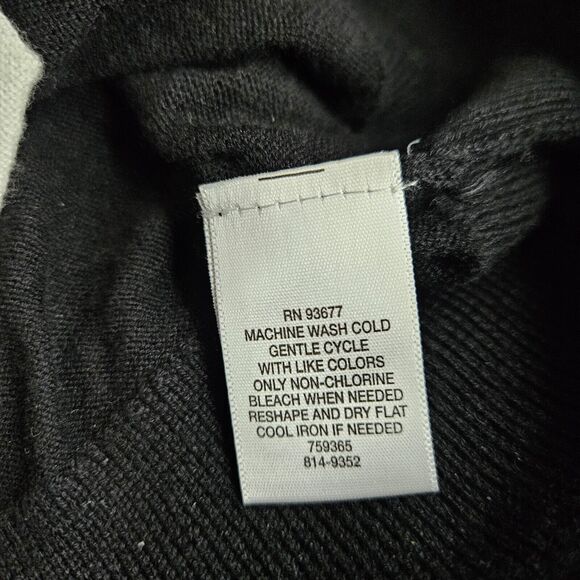 RN 93677
MACHINE WASH COLD
GENTLE CYCLE
WITH LIKE COLORS
ONLY NON-CHLORINE
BLEACH WHEN NEEDED
RESHAPE AND DRY FLAT
COOL IRON IF NEEDED
759365
814-9352